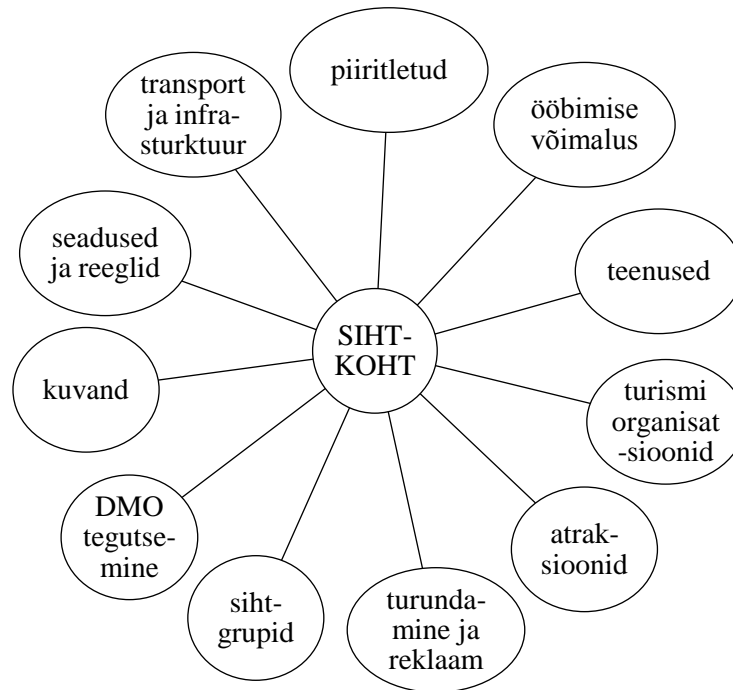 piiritletud
transport
ja infra-
sturktuur
ööbimise
võimalus
seadused
ja reeglid
teenused
SIHT-
KOHT
kuvand
turismi
organisat
-sioonid
DMO
tegutse-
mine
atrak-
sioonid
siht-
grupid
turunda-
mine ja
reklaam